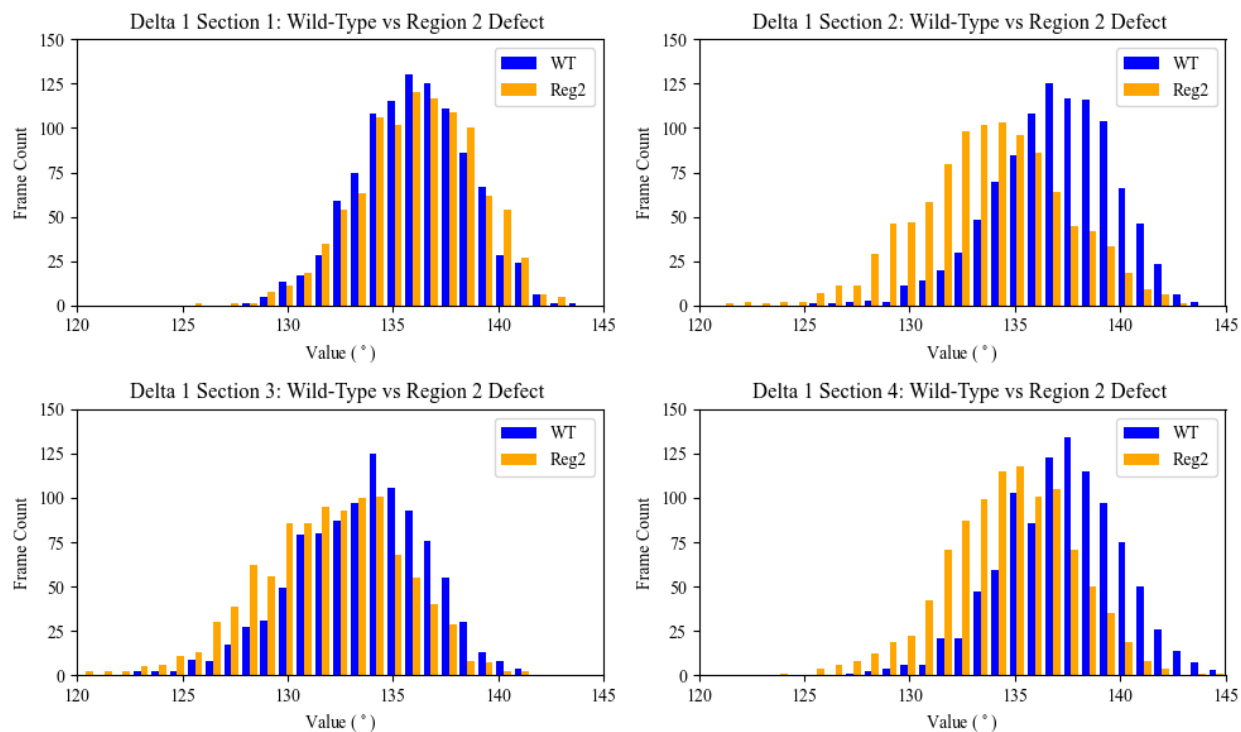 Delta 1 Section 1: Wild-Type vs Region 2 Defect
150
125
100
75
50
25
0
Frame Count
WT
Reg2
120 125 130 135 140 145
Value (°)
Delta 1 Section 2: Wild-Type vs Region 2 Defect
150
125
100
75
50
25
0
Frame Count
WT
Reg2
120 125 130 135 140 145
Value (°)
Delta 1 Section 3: Wild-Type vs Region 2 Defect
150
125
100
75
50
25
0
Frame Count
WT
Reg2
120 125 130 135 140 145
Value (°)
Delta 1 Section 4: Wild-Type vs Region 2 Defect
150
125
100
75
50
25
0
Frame Count
WT
Reg2
120 125 130 135 140 145
Value (°)